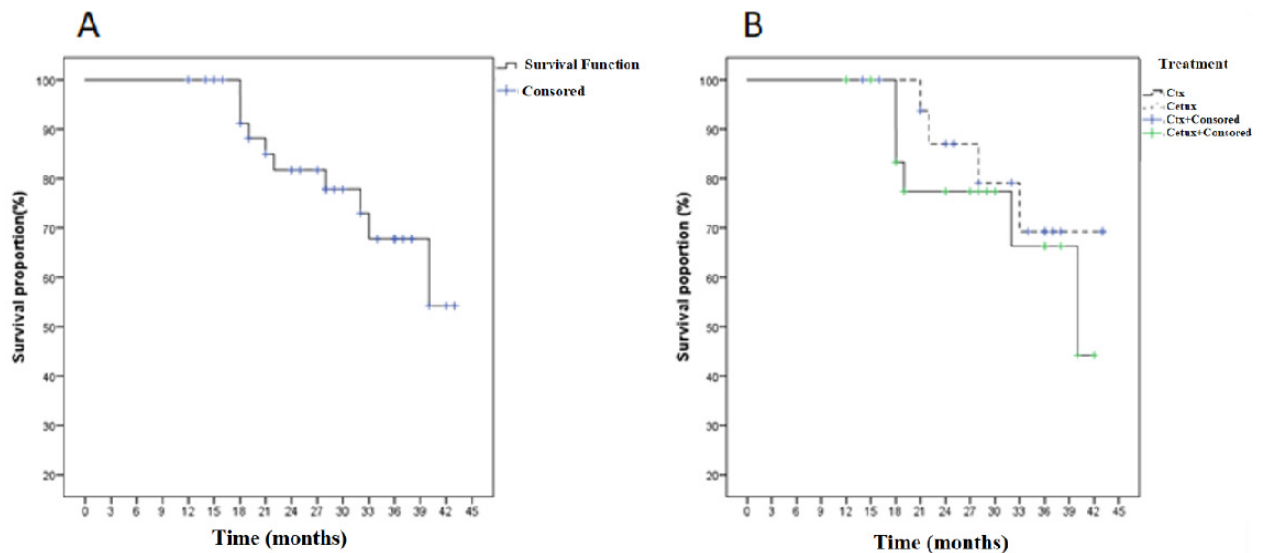 A
Survival proportion(%)
100
90
80
70
60
50
40
30
20
0 3 6 9 12 15 18 21 24 27 30 33 36 39 42 45
Time (months)
Survival Function
Consored
B
Survival poportion (%)
100
90
80
70
60
50
40
30
20
0 3 6 9 12 15 18 21 24 27 30 33 36 39 42 45
Time (months)
Treatment
Ctx
Cetux
Ctx+Consored
Cetux+Consored